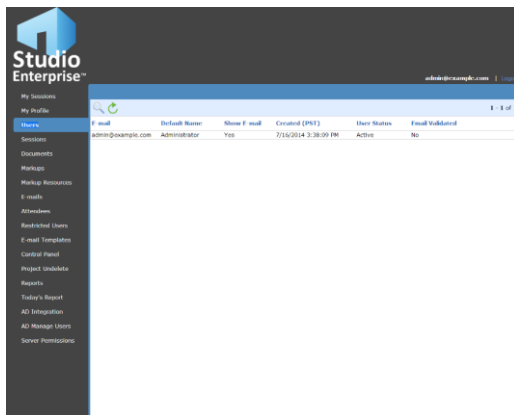 Studio
Enterprise™
admin@example.com |
My Sessions
My Profile
Users
Sessions
Documents
Markups
Markup Resources
E-mails
Attendees
Restricted Users
E-mail Templates
Control Panel
Project Undelete
Reports
Today's Report
AD Integration
AD Manage Users
Server Permissions
1 - 1 of
E-mail Default Name Show E-mail Created (PST) User Status Email Validated
admin@example.com Administrator Yes 7/16/2014 3:38:09 PM Active No